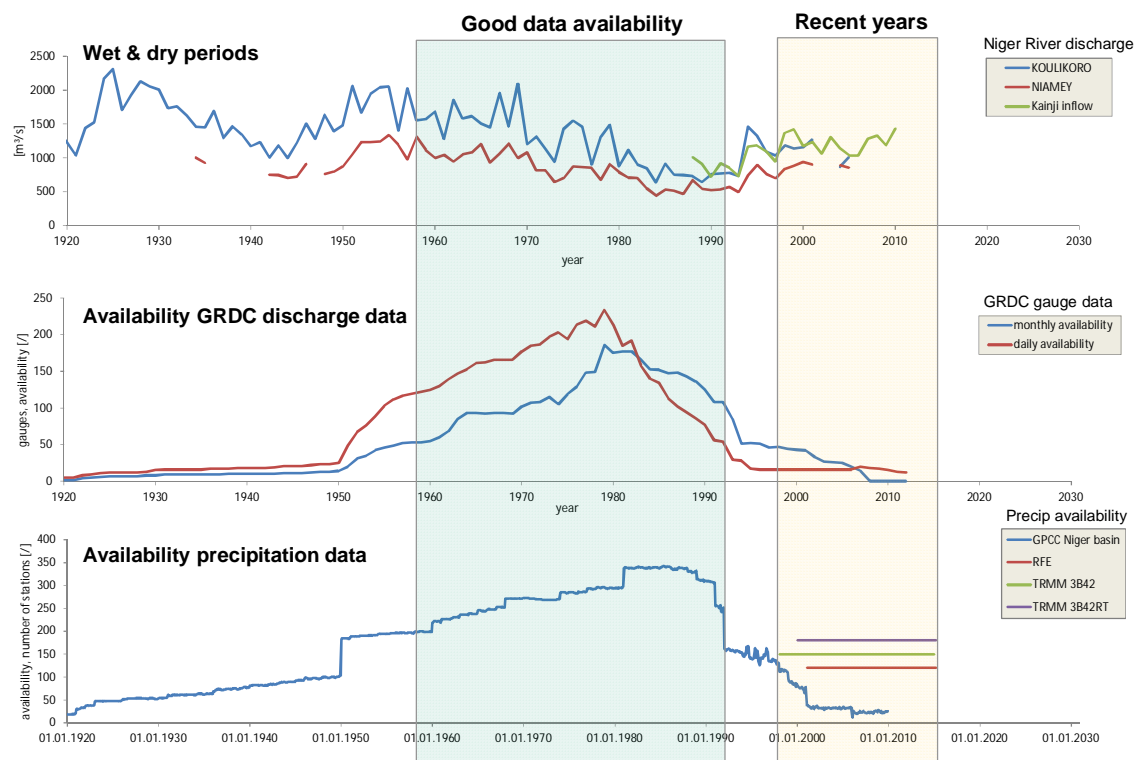 Good data availability
Recent years
Wet & dry periods
Niger River discharge
KOULIKORO
NIAMEY
Kainji inflow
[m³/s]
2500
2000
1500
1000
500
0
1920 1930 1940 1950 1960 1970 1980 1990 2000 2010 2020 2030
year
Availability GRDC discharge data
GRDC gauge data
monthly availability
daily availability
gauges, availability [/]
250
200
150
100
50
0
1920 1930 1940 1950 1960 1970 1980 1990 2000 2010 2020 2030
year
Availability precipitation data
Precip availability
GPCC Niger basin
RFE
TRMM 3B42
TRMM 3B42RT
availability, number of stations [/]
400
350
300
250
200
150
100
50
0
01.01.1920 01.01.1930 01.01.1940 01.01.1950 01.01.1960 01.01.1970 01.01.1980 01.01.1990 01.01.2000 01.01.2010 01.01.2020 01.01.2030